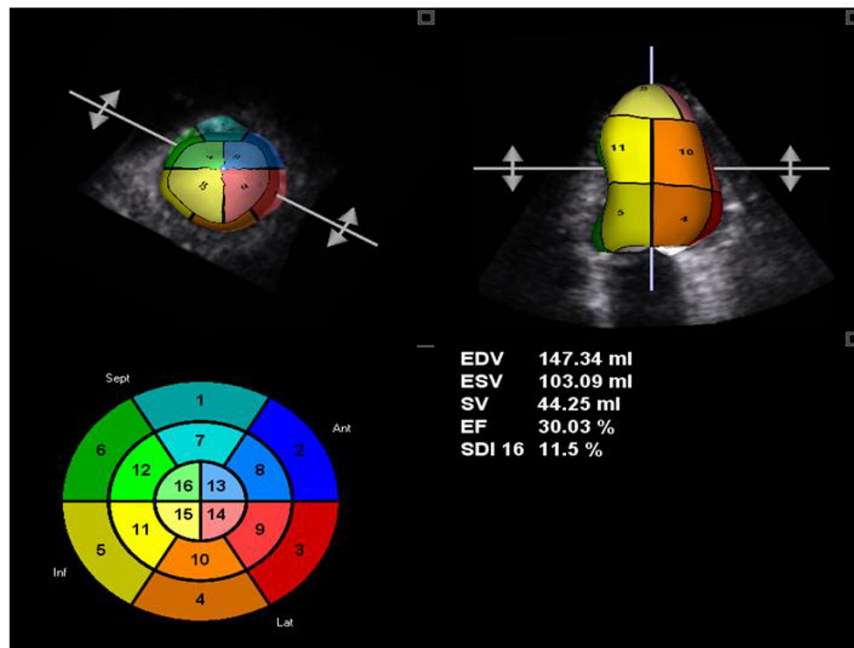 11
10
5
4
Sept
Ant
Inf
Lat
1
6
2
7
12
8
16
13
15
14
11
9
5
10
3
4
EDV 147.34 ml
ESV 103.09 ml
SV 44.25 ml
EF 30.03 %
SDI 16 11.5 %